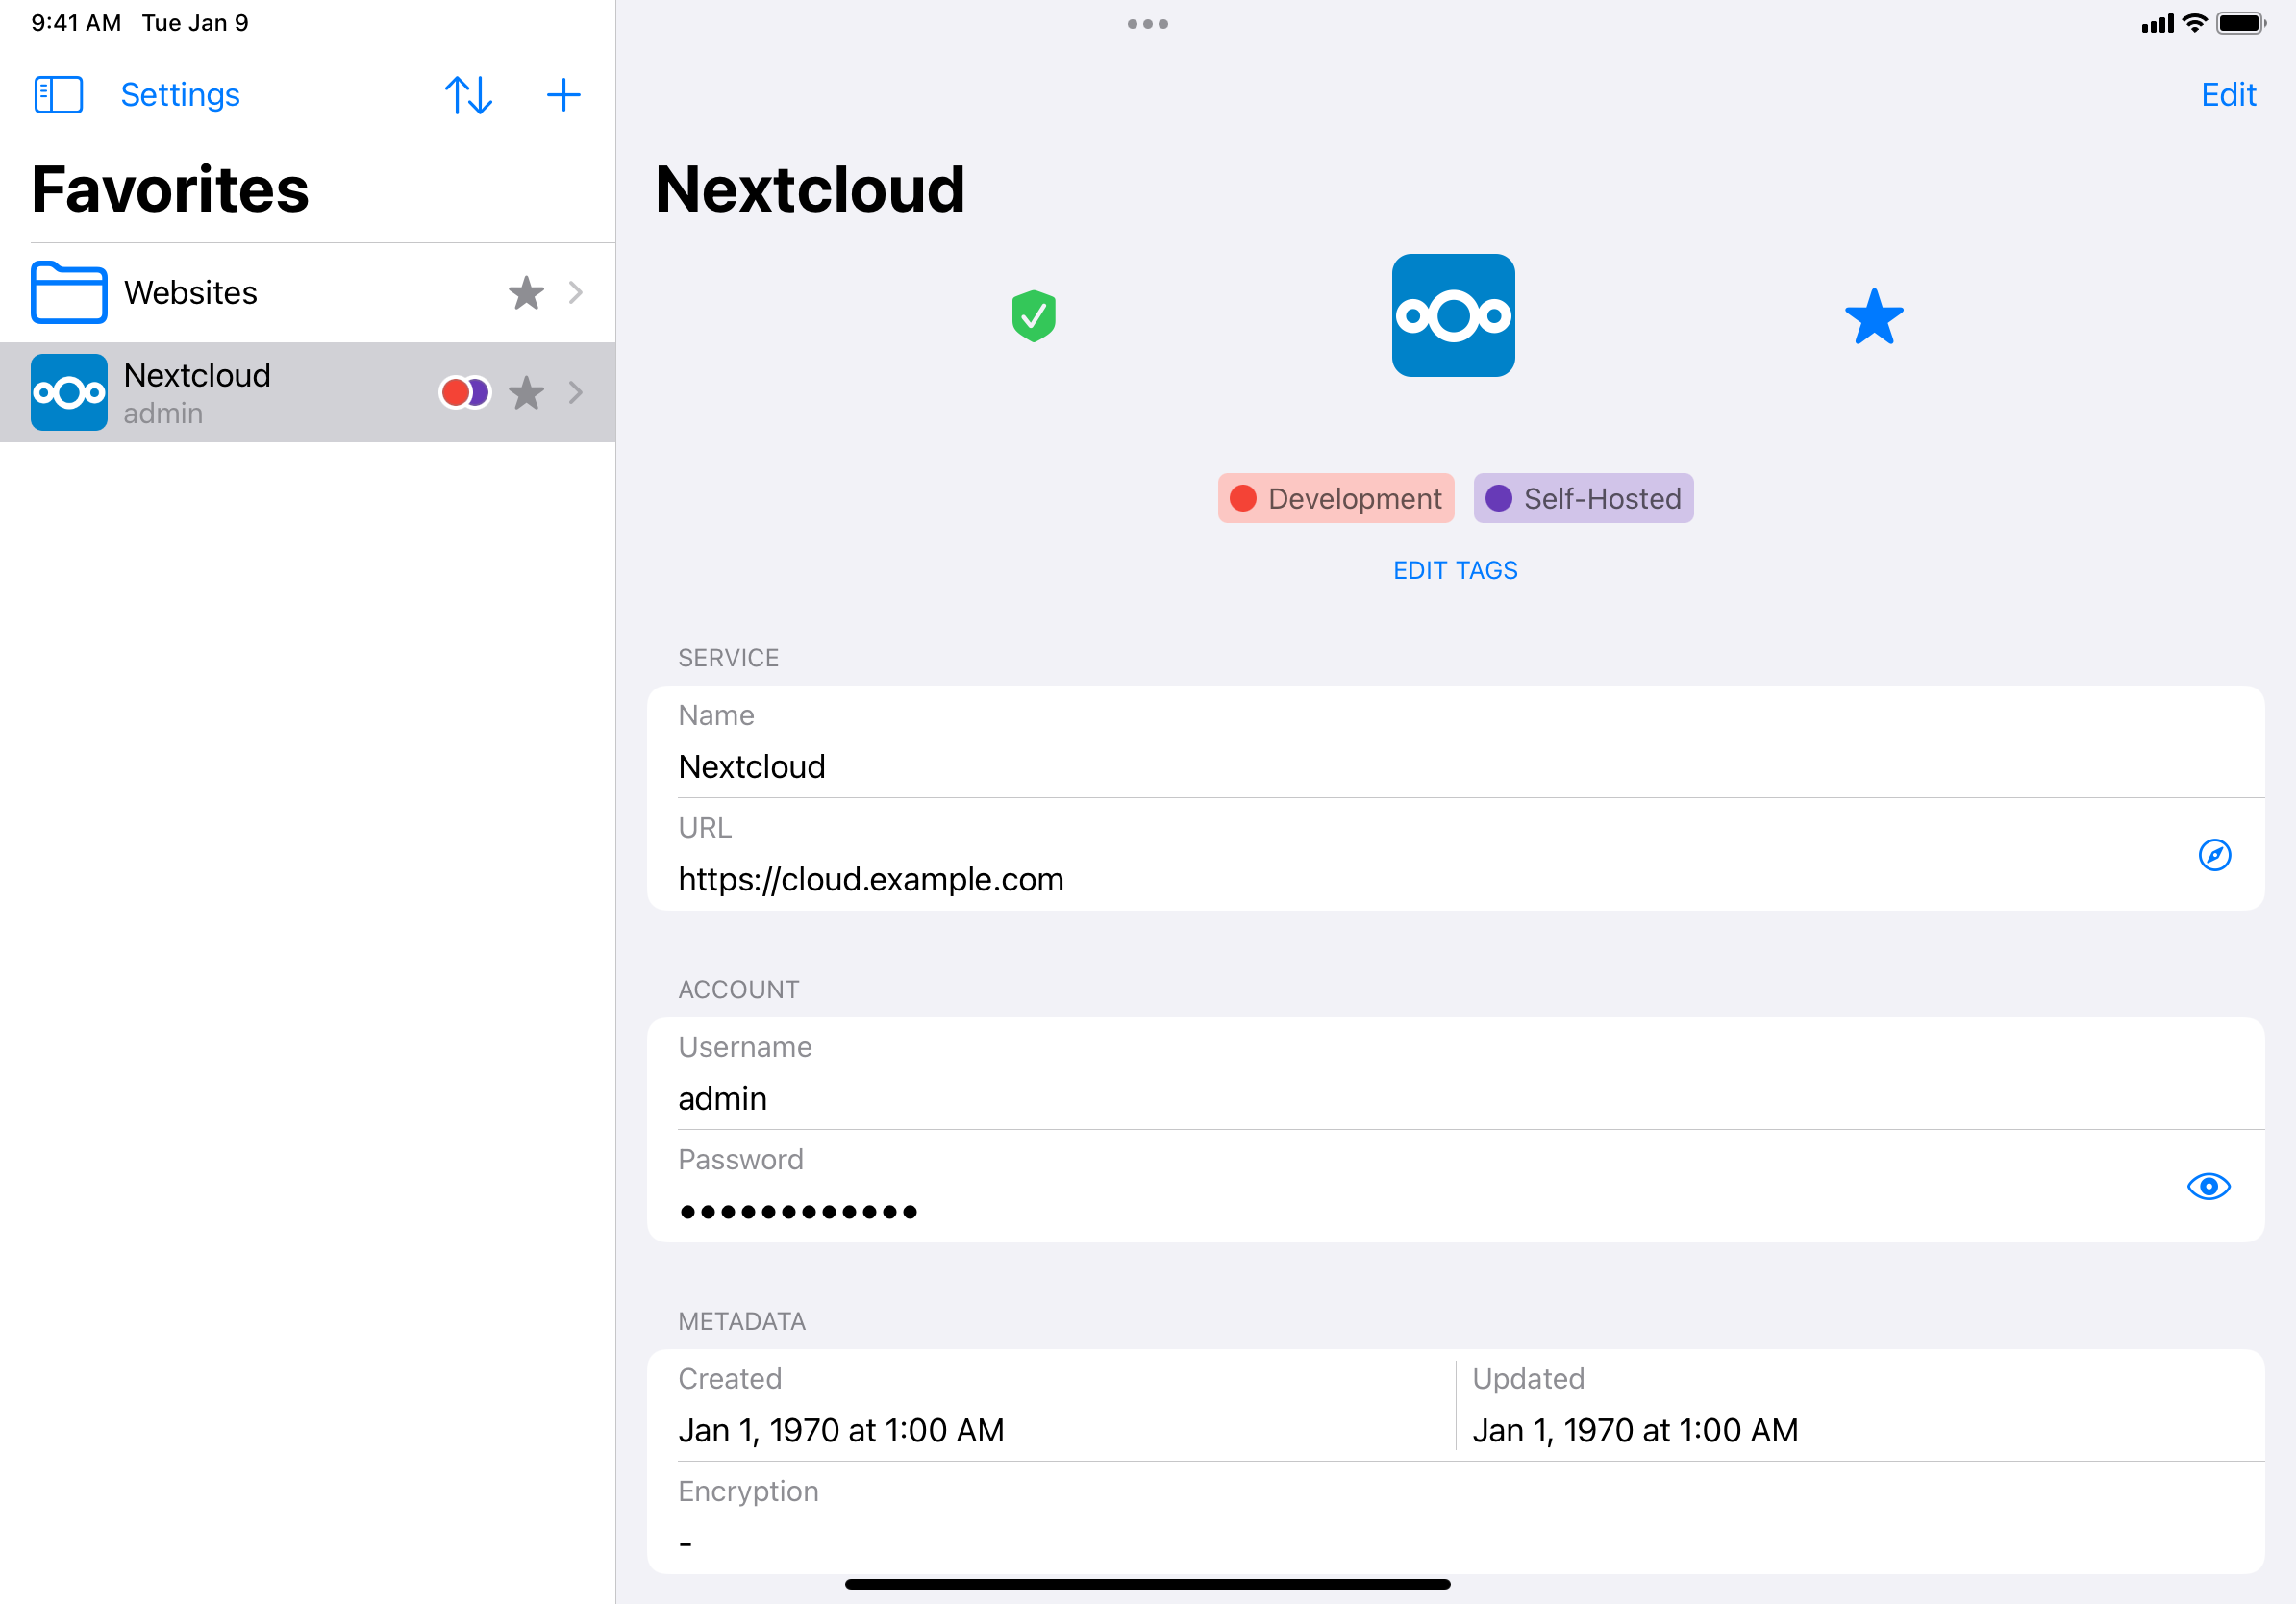 9:41 AM Tue Jan 9
Settings
Edit
Favorites
Websites
Nextcloud
admin
Nextcloud
Development
Self-Hosted
EDIT TAGS
SERVICE
Name
Nextcloud
URL
https://cloud.example.com
ACCOUNT
Username
admin
Password
●●●●●●●●●●●●
METADATA
Created
Jan 1, 1970 at 1:00 AM
Updated
Jan 1, 1970 at 1:00 AM
Encryption
-